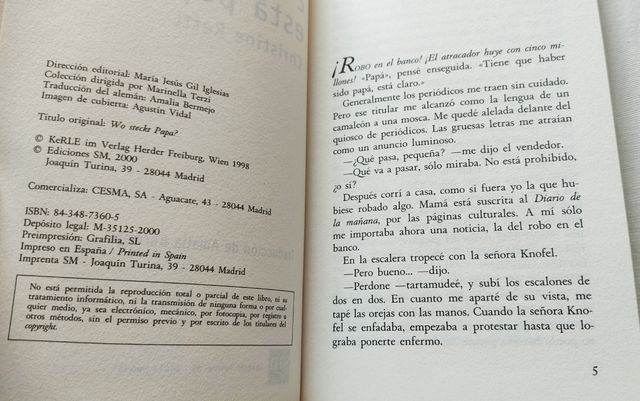 Dirección editorial: María Jesús Gil Iglesias
Colección dirigida por Marinella Terzi
Traducción del alemán: Amalia Bermejo
Imagen de cubierta: Agustín Vidal
Título original: Wo steckt Papa?
© KeRLE im Verlag Herder Freiburg, Wien 1998
© Ediciones SM, 2000
Joaquín Turina, 39 - 28044 Madrid
Comercializa: CESMA, SA - Aguacate, 43 - 28044 Madrid
ISBN: 84-348-7360-5
Depósito legal: M-35125-2000
Preimpresión: Grafilia, SL
Impreso en España / Printed in Spain
Imprenta SM - Joaquín Turina, 39 - 28044 Madrid
No está permitida la reproducción total o parcial de este libro, ni su
tratamiento informático, ni la transmisión de ninguna forma o por cual-
quier medio, ya sea electrónico, mecánico, por fotocopia, por registro u
otros métodos, sin el permiso previo y por escrito de los titulares del
copyright.
¡ROBO en el banco! ¡El atracador huye con cinco mi-
llones! «Papá», pensé enseguida. «Tiene que haber
sido papá, está claro.»
Generalmente los periódicos me traen sin cuidado.
Pero ese titular me alcanzó como la lengua de un
camaleón a una mosca. Me quedé alelada delante del
quiosco de periódicos. Las gruesas letras me atraían
como un anuncio luminoso.
—¿Qué pasa, pequeña? —me dijo el vendedor.
—Qué va a pasar, sólo miraba. No está prohibido,
¿o sí?
Después corrí a casa, como si fuera yo la que hu-
biese robado algo. Mamá está suscrita al Diario de
la mañana, por las páginas culturales. A mí sólo
me importaba ahora una noticia, la del robo en el
banco.
En la escalera tropecé con la señora Knofel.
—Pero bueno... —dijo.
—Perdone —tartamudeé, y subí los escalones de
dos en dos. En cuanto me aparté de su vista, me
tapé las orejas con las manos. Cuando la señora Kno-
fel se enfadaba, empezaba a protestar hasta que lo-
graba ponerte enfermo.
5